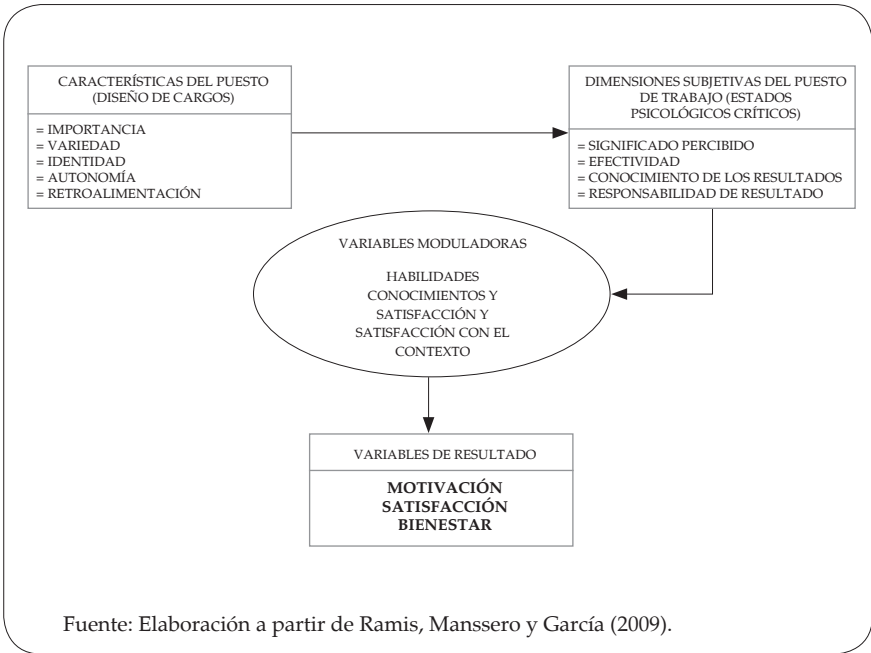 CARACTERÍSTICAS DEL PUESTO
(DISEÑO DE CARGOS)
= IMPORTANCIA
= VARIEDAD
= IDENTIDAD
= AUTONOMÍA
= RETROALIMENTACIÓN
DIMENSIONES SUBJETIVAS DEL PUESTO
DE TRABAJO (ESTADOS
PSICOLÓGICOS CRÍTICOS)
= SIGNIFICADO PERCIBIDO
= EFECTIVIDAD
= CONOCIMIENTO DE LOS RESULTADOS
= RESPONSABILIDAD DE RESULTADO
VARIABLES MODULADORAS
HABILIDADES
CONOCIMIENTOS Y
SATISFACCIÓN Y
SATISFACCIÓN CON EL
CONTEXTO
VARIABLES DE RESULTADO
MOTIVACIÓN
SATISFACCIÓN
BIENESTAR
Fuente: Elaboración a partir de Ramis, Manssero y García (2009).